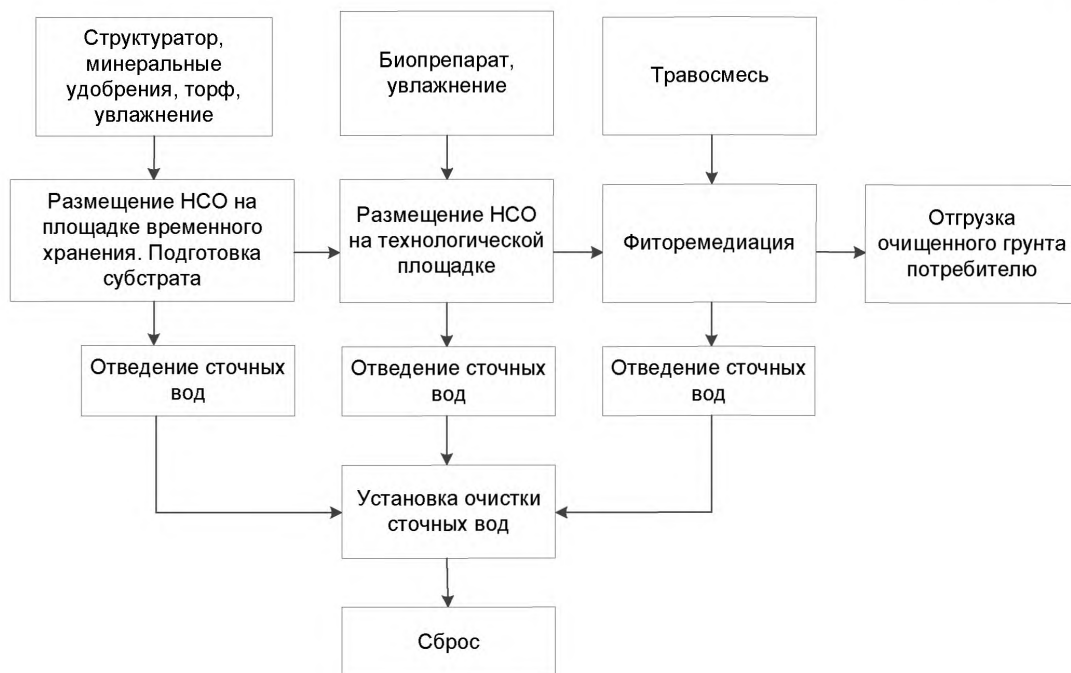 Структуратор,
минеральные
удобрения, торф,
увлажнение
Биопрепарат,
увлажнение
Травосмесь
Размещение НСО на
площадке временного
хранения. Подготовка
субстрата
Размещение НСО
на технологической
площадке
Фиторемедиация
Отгрузка
очищенного грунта
потребителю
Отведение сточных
вод
Отведение сточных
вод
Отведение сточных
вод
Установка очистки
сточных вод
Сброс